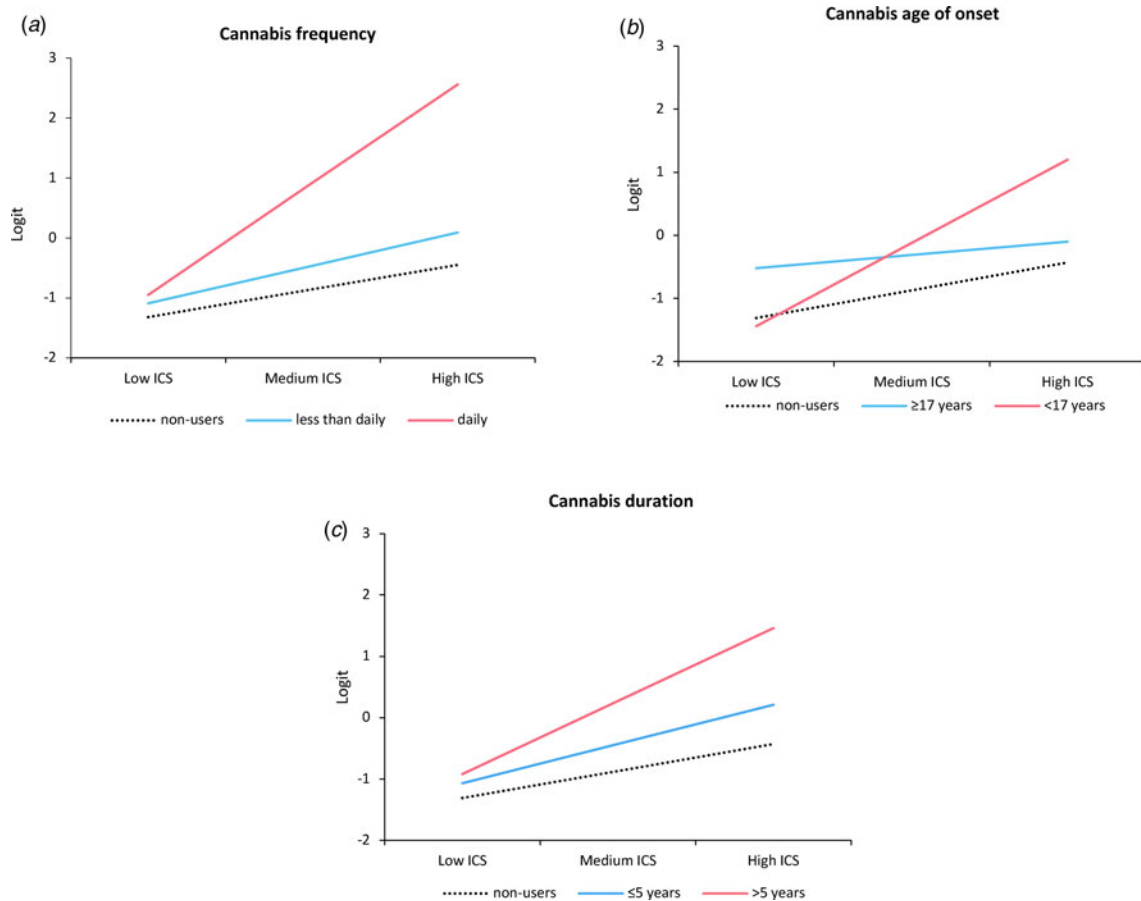 (a)
Cannabis frequency
3
2
1
0
-1
-2
Logit
Low ICS Medium ICS High ICS
non-users less than daily daily
(b)
Cannabis age of onset
3
2
1
0
-1
-2
Logit
Low ICS Medium ICS High ICS
non-users ≥17 years <17 years
(c)
Cannabis duration
3
2
1
0
-1
-2
Logit
Low ICS Medium ICS High ICS
non-users ≤5 years >5 years